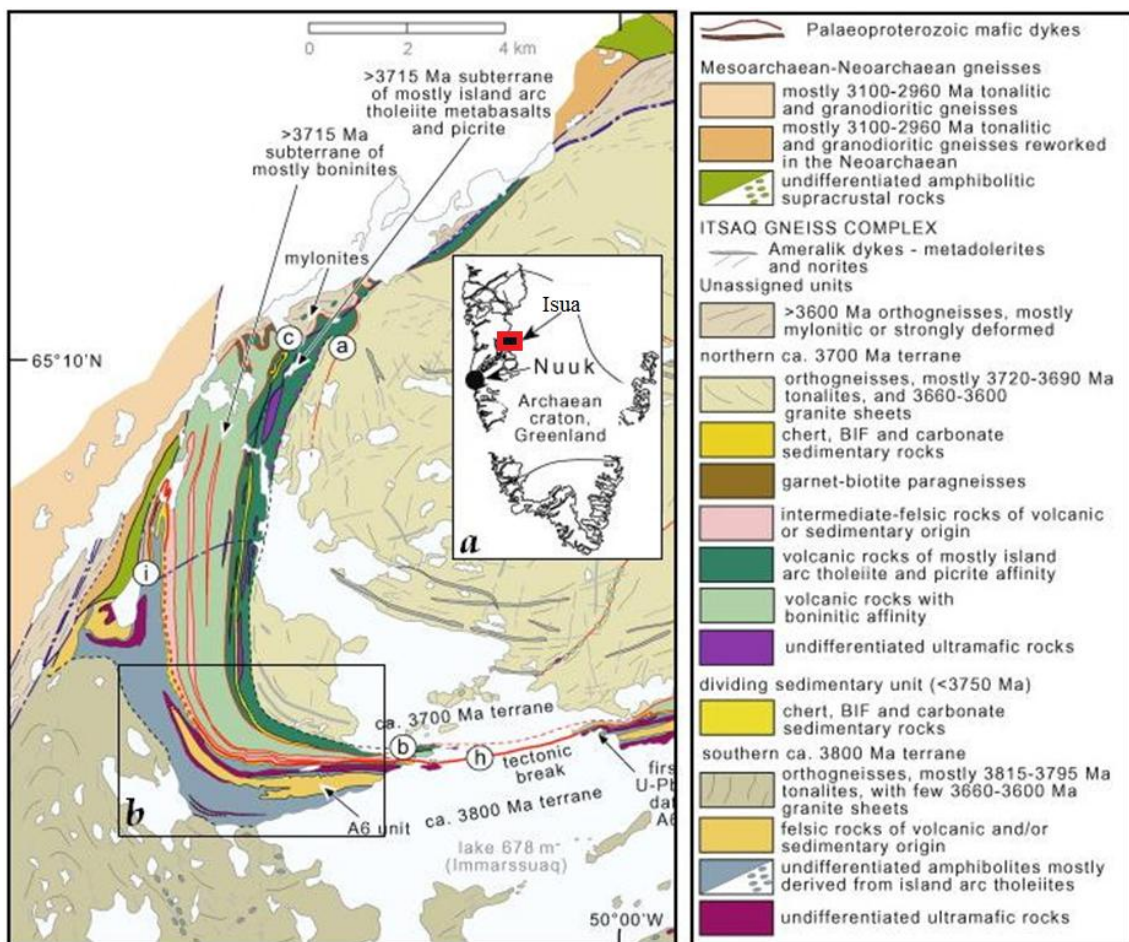 0 2 4 km
>3715 Ma subterrane
of mostly island arc
tholeiite metabasalts
and picrite
>3715 Ma
subterrane of
mostly boninites
mylonites
c
a
65°10'N
i
Isua
Nuuk
Archaean
craton,
Greenland
a
ca. 3700 Ma terrane
b
h
tectonic
break
ca. 3800 Ma terrane
firs
U-Pb
dat
A6
b
A6 unit
lake 678 m
(Immarssuaq)
50°00'W
Palaeoproterozoic mafic dykes
Mesoarchaean-Neoarchaean gneisses
mostly 3100-2960 Ma tonalitic
and granodioritic gneisses
mostly 3100-2960 Ma tonalitic
and granodioritic gneisses reworked
in the Neoarchaean
undifferentiated amphibolitic
supracrustal rocks
ITSAQ GNEISS COMPLEX
Ameralik dykes - metadolerites
and norites
Unassigned units
>3600 Ma orthogneisses, mostly
mylonitic or strongly deformed
northern ca. 3700 Ma terrane
orthogneisses, mostly 3720-3690 Ma
tonalites, and 3660-3600
granite sheets
chert, BIF and carbonate
sedimentary rocks
garnet-biotite paragneisses
intermediate-felsic rocks of volcanic
or sedimentary origin
volcanic rocks of mostly island
arc tholeiite and picrite affinity
volcanic rocks with
boninitic affinity
undifferentiated ultramafic rocks
dividing sedimentary unit (<3750 Ma)
chert, BIF and carbonate
sedimentary rocks
southern ca. 3800 Ma terrane
orthogneisses, mostly 3815-3795 Ma
tonalites, with few 3660-3600 Ma
granite sheets
felsic rocks of volcanic and/or
sedimentary origin
undifferentiated amphibolites mostly
derived from island arc tholeiites
undifferentiated ultramafic rocks